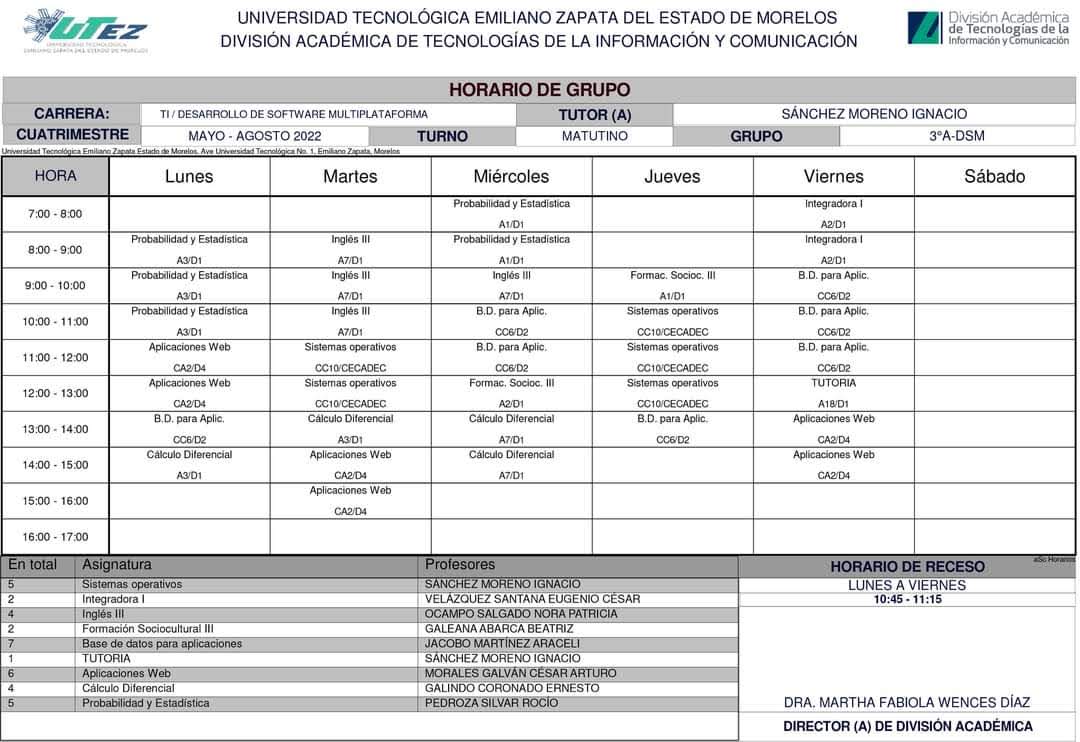 UTEZ
UNIVERSIDAD TECNOLÓGICA
EMILIANO ZAPATA DEL ESTADO DE MORELOS
UNIVERSIDAD TECNOLÓGICA EMILIANO ZAPATA DEL ESTADO DE MORELOS
DIVISIÓN ACADÉMICA DE TECNOLOGÍAS DE LA INFORMACIÓN Y COMUNICACIÓN
División Académica
de Tecnologías de la
Información y Comunicación
HORARIO DE GRUPO
CARRERA: TI / DESARROLLO DE SOFTWARE MULTIPLATAFORMA TUTOR (A) SÁNCHEZ MORENO IGNACIO
CUATRIMESTRE MAYO - AGOSTO 2022 TURNO MATUTINO GRUPO 3°A-DSM
Universidad Tecnológica Emiliano Zapata Estado de Morelos. Ave Universidad Tecnológica No. 1, Emiliano Zapata, Morelos
HORA Lunes Martes Miércoles Jueves Viernes Sábado
7:00 - 8:00 Probabilidad y Estadística Integradora I
A1/D1 A2/D1
8:00 - 9:00 Probabilidad y Estadística Inglés III Probabilidad y Estadística Integradora I
A3/D1 A7/D1 A1/D1 A2/D1
9:00 - 10:00 Probabilidad y Estadística Inglés III Inglés III Formac. Socioc. III B.D. para Aplic.
A3/D1 A7/D1 A7/D1 A1/D1 CC6/D2
10:00 - 11:00 Probabilidad y Estadística Inglés III B.D. para Aplic. Sistemas operativos B.D. para Aplic.
A3/D1 A7/D1 CC6/D2 CC10/CECADEC CC6/D2
11:00 - 12:00 Aplicaciones Web Sistemas operativos B.D. para Aplic. Sistemas operativos B.D. para Aplic.
CA2/D4 CC10/CECADEC CC6/D2 CC10/CECADEC CC6/D2
12:00 - 13:00 Aplicaciones Web Sistemas operativos Formac. Socioc. III Sistemas operativos TUTORIA
CA2/D4 CC10/CECADEC A2/D1 CC10/CECADEC A18/D1
13:00 - 14:00 B.D. para Aplic. Cálculo Diferencial Cálculo Diferencial B.D. para Aplic. Aplicaciones Web
CC6/D2 A3/D1 A7/D1 CC6/D2 CA2/D4
14:00 - 15:00 Cálculo Diferencial Aplicaciones Web Cálculo Diferencial Aplicaciones Web
A3/D1 CA2/D4 A7/D1 CA2/D4
15:00 - 16:00 Aplicaciones Web
CA2/D4
16:00 - 17:00
aSc Horarios
En total Asignatura Profesores
5 Sistemas operativos SÁNCHEZ MORENO IGNACIO
2 Integradora I VELÁZQUEZ SANTANA EUGENIO CÉSAR
4 Inglés III OCAMPO SALGADO NORA PATRICIA
2 Formación Sociocultural III GALEANA ABARCA BEATRIZ
7 Base de datos para aplicaciones JACOBO MARTÍNEZ ARACELI
1 TUTORIA SÁNCHEZ MORENO IGNACIO
6 Aplicaciones Web MORALES GALVÁN CÉSAR ARTURO
4 Cálculo Diferencial GALINDO CORONADO ERNESTO
5 Probabilidad y Estadística PEDROZA SILVAR ROCÍO
HORARIO DE RECESO
LUNES A VIERNES
10:45 - 11:15
DRA. MARTHA FABIOLA WENCES DÍAZ
DIRECTOR (A) DE DIVISIÓN ACADÉMICA